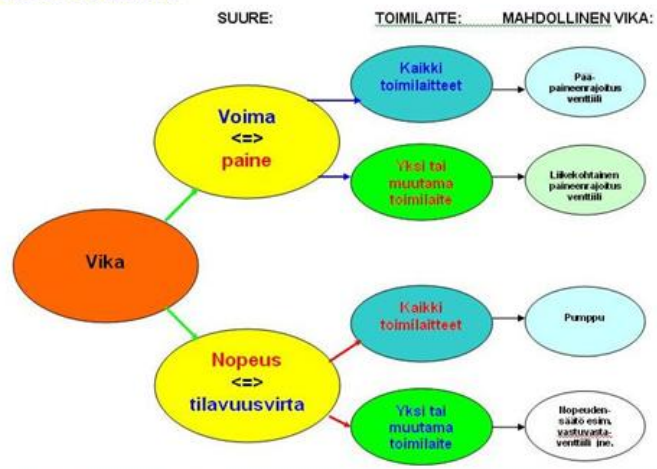 SUURE:
TOIMILAITE:
MAHDOLLINEN VIKA:
Vika
Voima
<=>
paine
Kaikki
toimilaitteet
Pää-
paineenrajoitus
venttiili
Yksi tai
muutama
toimilaite
Liikekohtainen
paineenrajoitus
venttiili
Nopeus
<=>
tilavuusvirta
Kaikki
toimilaitteet
Pumppu
Yksi tai
muutama
toimilaite
Nopeuden-
säätö esim.
vastuvasta-
venttiili jne.